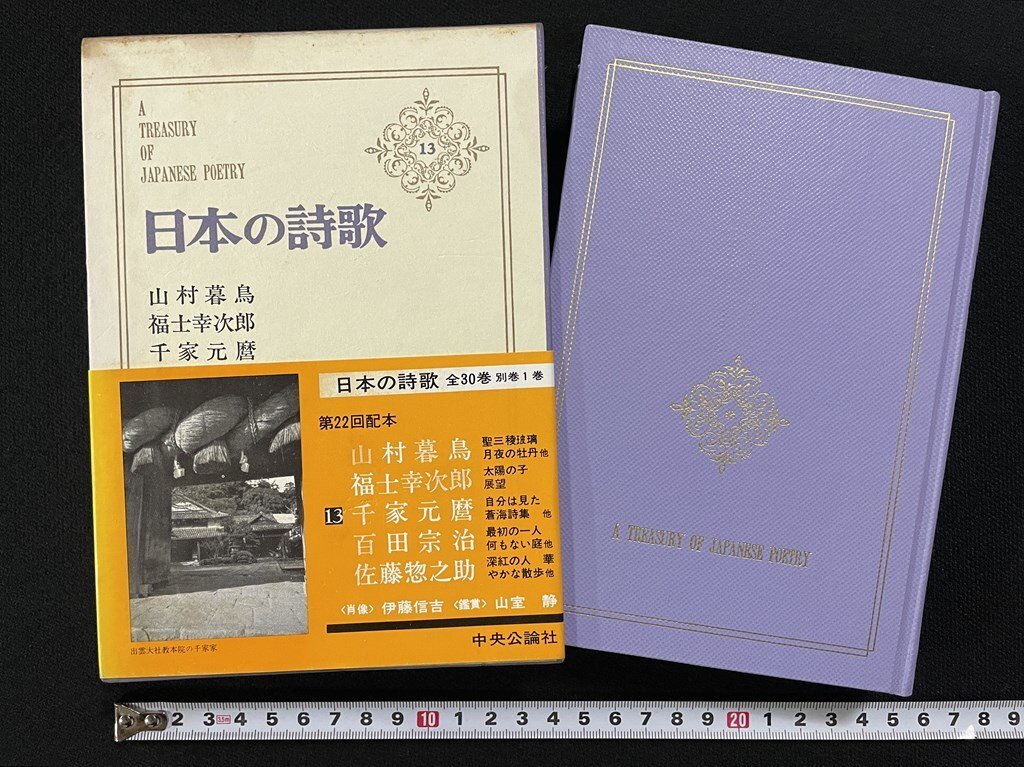 A
TREASURY
OF
JAPANESE POETRY
13
日本の詩歌
山村暮鳥
福士幸次郎
千家元麿
日本の詩歌 全30巻 別巻1巻
第22回配本
13
山村暮鳥 聖三稜玻璃 月夜の牡丹他
福士幸次郎 太陽の子 展望
千家元麿 自分は見た 蒼海詩集 他
百田宗治 最初の一人 何もない庭他
佐藤惣之助 深紅の人 華やかな散歩他
〈肖像〉伊藤信吉〈鑑賞〉山室 静
中央公論社
出雲大社教本院の千家家
A TREASURY OF JAPANESE POETRY
2 3 3.5m 4 5 6 7 8 9 10 1 2 3 4 5 6 7 8 9 20 1 2 3 4 5 6 7 8 9